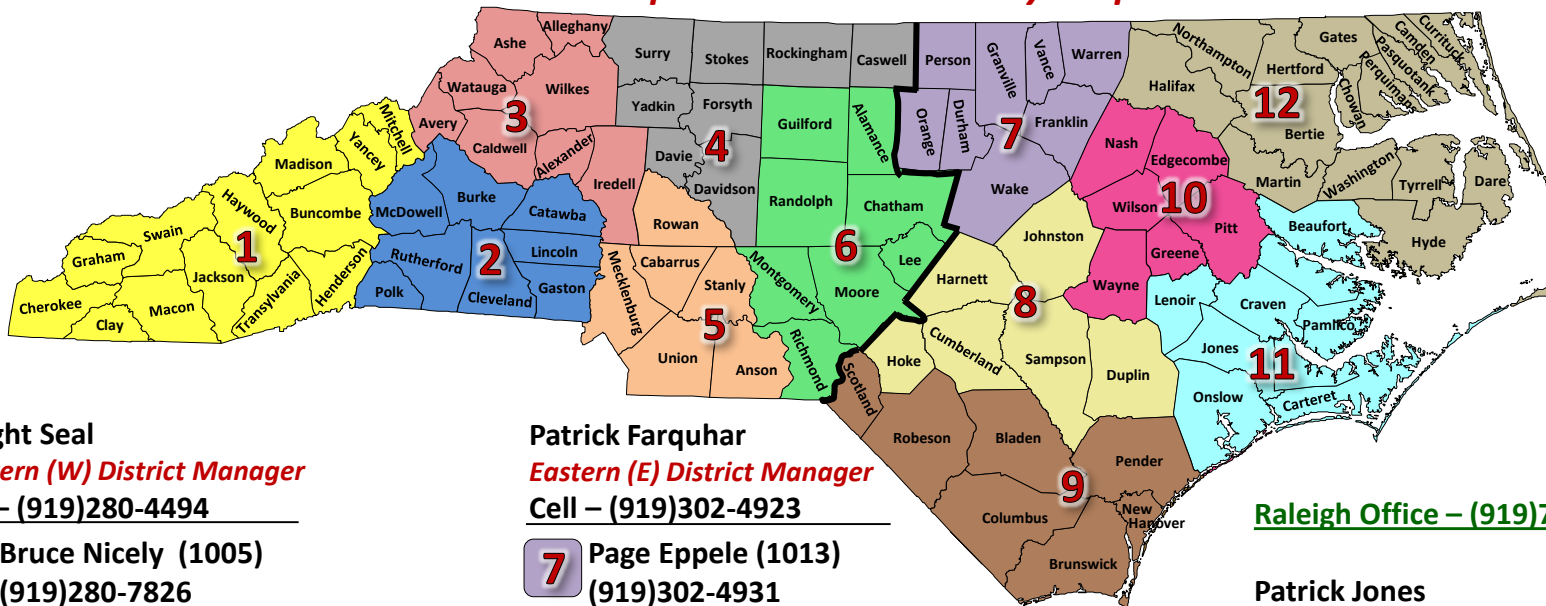 Alleghany
Ashe
Surry
Stokes
Rockingham
Caswell
Person
Granville
Vance
Warren
Northampton
Gates
Camden
Currituck
Pasquotank
Perquimans
Hertford
Halifax
Chowan
12
Bertie
Watauga
Wilkes
3
Avery
Caldwell
Alexander
Iredell
Yadkin
Forsyth
4
Davie
Davidson
Guilford
Alamance
Orange
Durham
7
Franklin
Wake
Nash
Edgecombe
10
Wilson
Pitt
Greene
Wayne
Martin
Washington
Tyrrell
Dare
Hyde
Beaufort
Mitchell
Yancey
Madison
Haywood
Buncombe
Swain
1
Graham
Jackson
Cherokee
Macon
Clay
Transylvania
Henderson
McDowell
Burke
Catawba
Rutherford
2
Lincoln
Polk
Cleveland
Gaston
Rowan
Cabarrus
Mecklenburg
Stanly
5
Union
Anson
Randolph
Chatham
6
Lee
Montgomery
Moore
Richmond
Johnston
Harnett
8
Hoke
Cumberland
Sampson
Duplin
Lenoir
Craven
Pamlico
Jones
11
Onslow
Carteret
Scotland
Robeson
Bladen
Pender
9
Columbus
New
Hanover
Brunswick
ght Seal
ern (W) District Manager
– (919)280-4494
Bruce Nicely (1005)
(919)280-7826
Patrick Farquhar
Eastern (E) District Manager
Cell – (919)302-4923
7 Page Eppele (1013)
(919)302-4931
Raleigh Office – (919)7
Patrick Jones